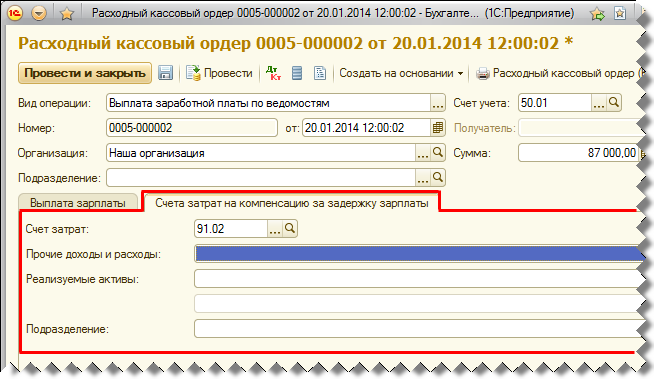 Расходный кассовый ордер 0005-000002 от 20.01.2014 12:00:02 - Бухгалте... (1С:Предприятие)
Расходный кассовый ордер 0005-000002 от 20.01.2014 12:00:02 *
Провести и закрыть Провести Дт Кт Создать на основании Расходный кассовый ордер (
Вид операции: Выплата заработной платы по ведомостям ... Счет учета: 50.01 ...
Номер: 0005-000002 от: 20.01.2014 12:00:02 Получатель:
Организация: Наша организация ... Сумма: 87 000,00
Подразделение: ...
Выплата зарплаты Счета затрат на компенсацию за задержку зарплаты
Счет затрат: 91.02 ...
Прочие доходы и расходы:
Реализуемые активы:
Подразделение: